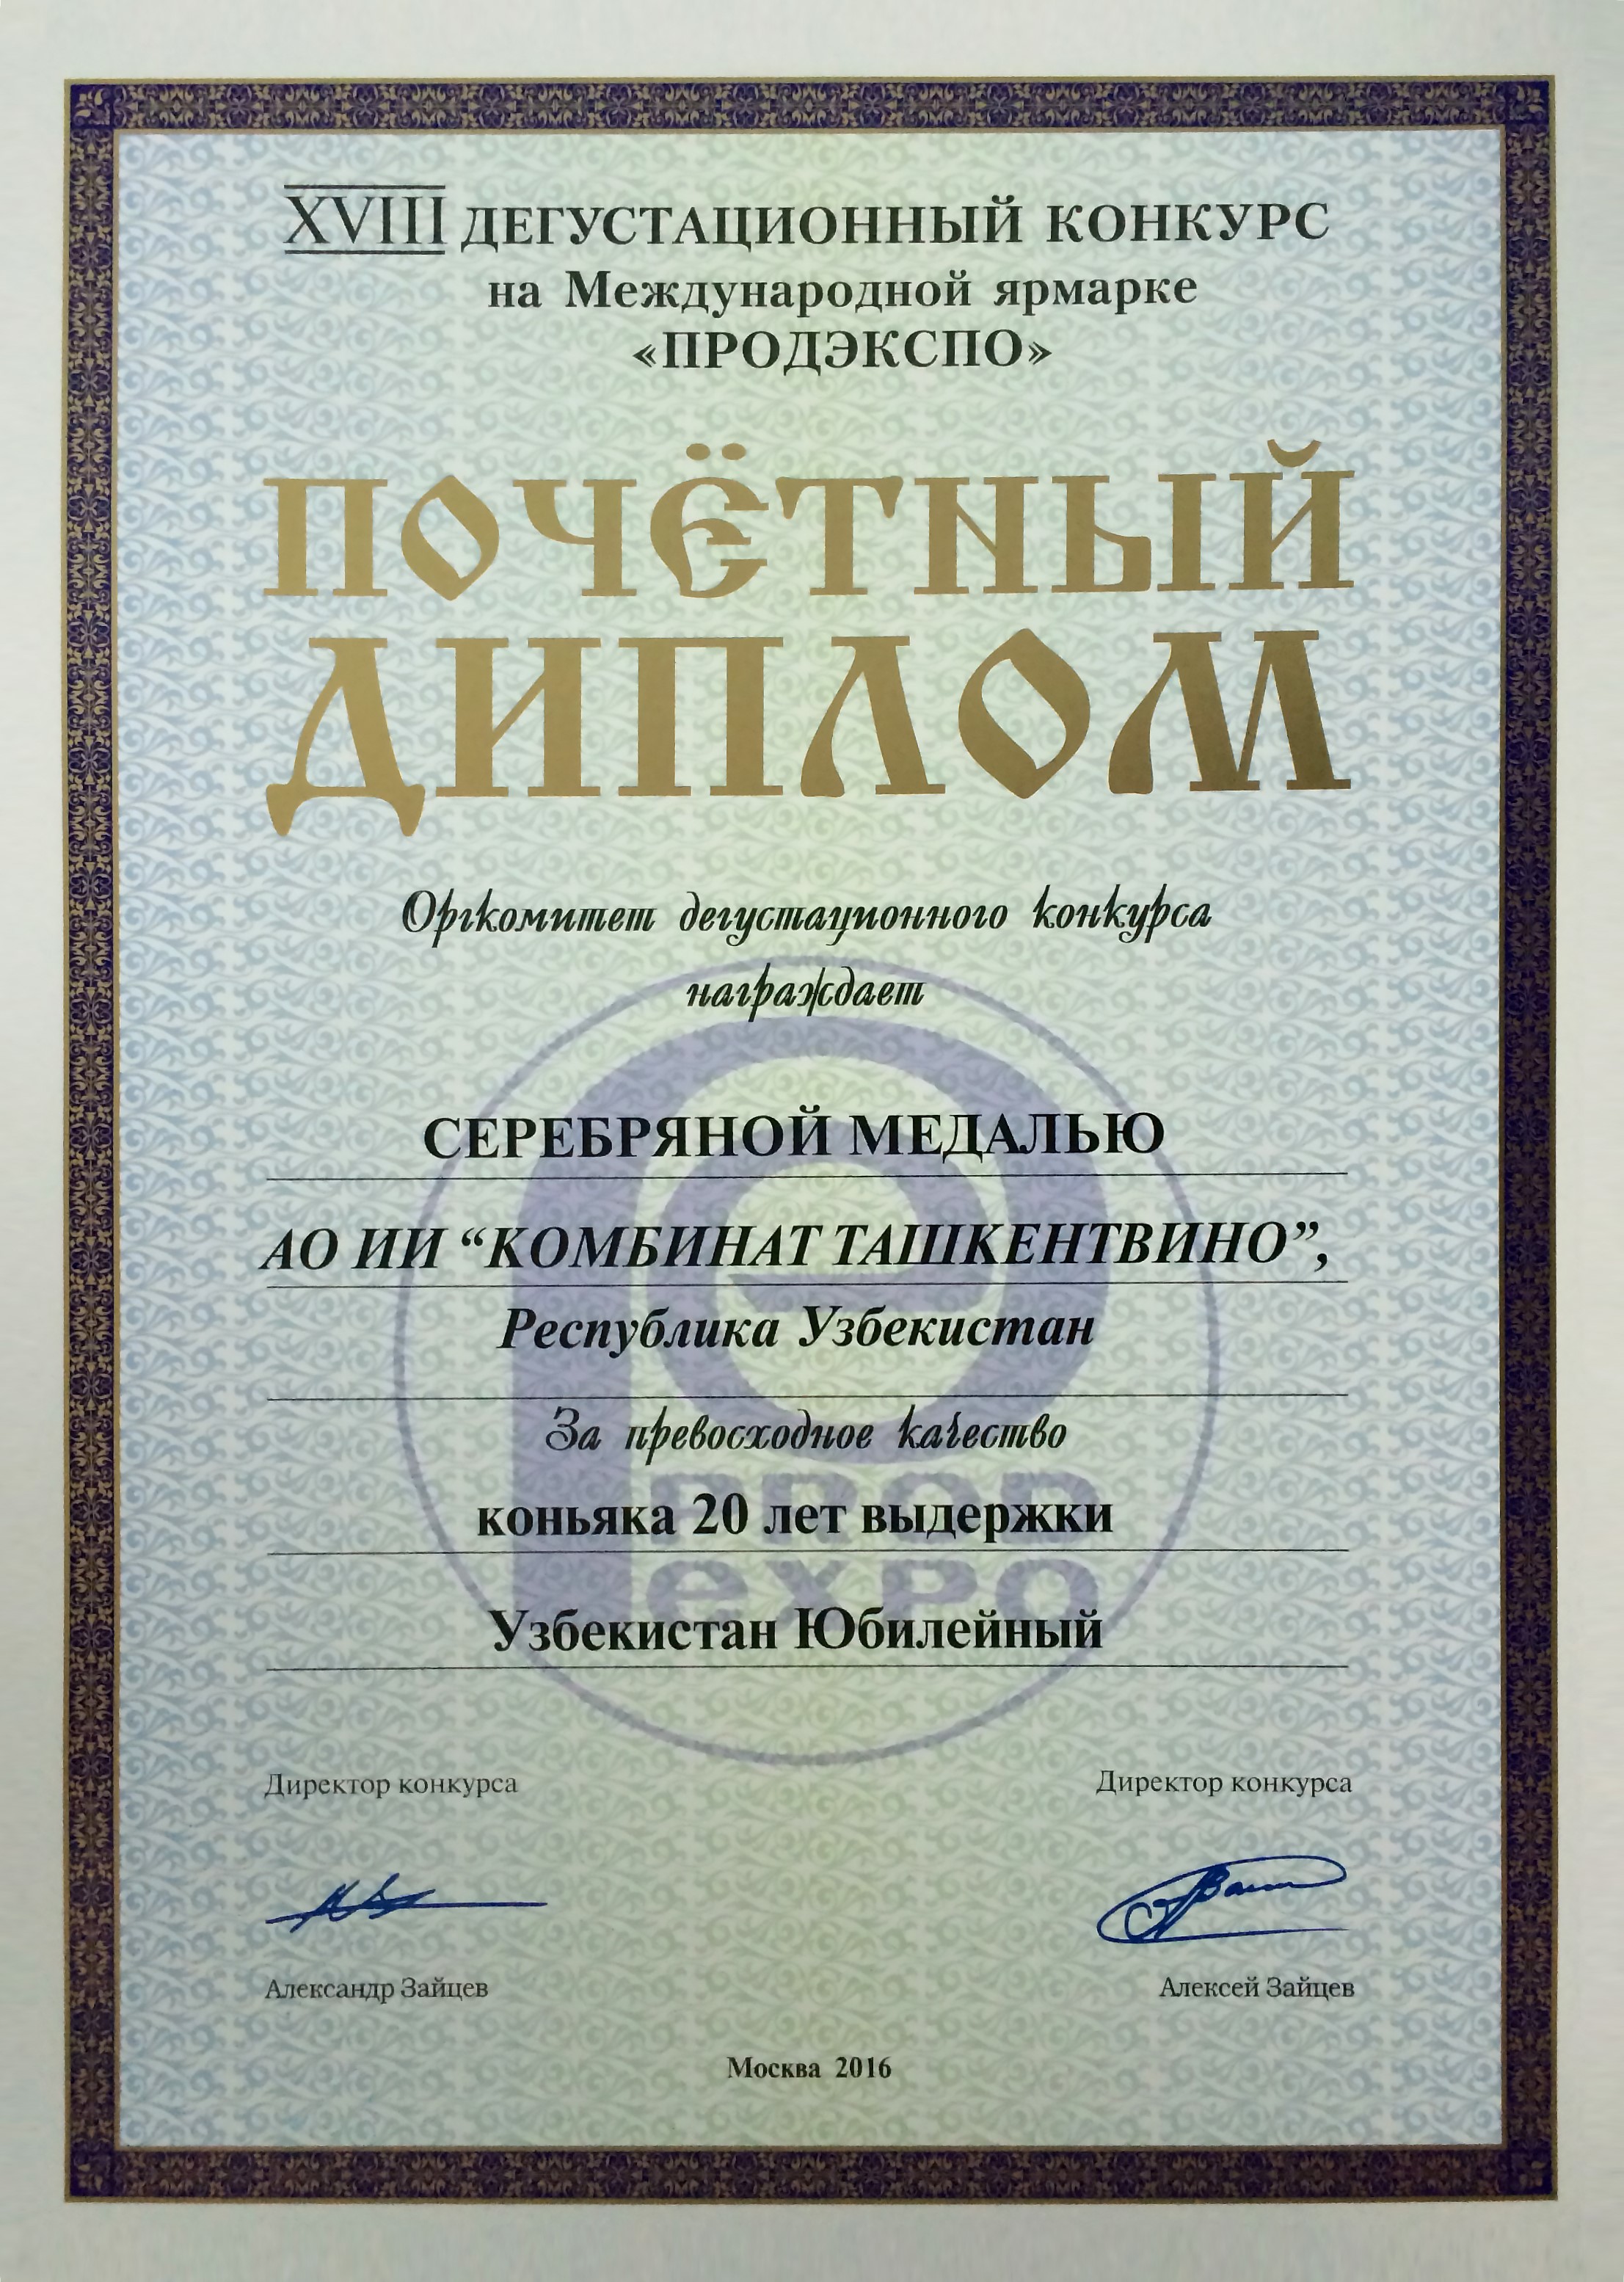 XVIII ДЕГУСТАЦИОННЫЙ КОНКУРС
на Международной ярмарке
«ПРОДЭКСПО»
ПОЧЁТНЫЙ
ДИПЛОМ
Оргкомитет дегустационного конкурса
награждает
СЕРЕБРЯНОЙ МЕДАЛЬЮ
АО ИИ “КОМБИНАТ ТАШКЕНТВИНО”,
Республика Узбекистан
За превосходное качество
PROD
коньяка 20 лет выдержки
expo
Узбекистан Юбилейный
Директор конкурса
Директор конкурса
Александр Зайцев
Алексей Зайцев
Москва 2016